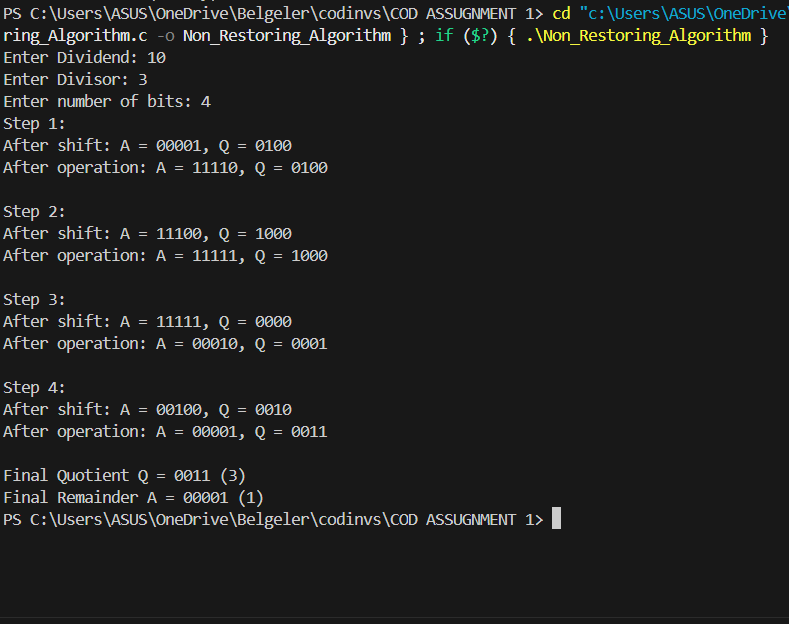 PS C:\Users\ASUS\OneDrive\Belgeler\codinvs\COD ASSUGNMENT 1> cd "c:\Users\ASUS\OneDrive\
ring_Algorithm.c -o Non_Restoring_Algorithm } ; if ($?) { .\Non_Restoring_Algorithm }
Enter Dividend: 10
Enter Divisor: 3
Enter number of bits: 4
Step 1:
After shift: A = 00001, Q = 0100
After operation: A = 11110, Q = 0100

Step 2:
After shift: A = 11100, Q = 1000
After operation: A = 11111, Q = 1000

Step 3:
After shift: A = 11111, Q = 0000
After operation: A = 00010, Q = 0001

Step 4:
After shift: A = 00100, Q = 0010
After operation: A = 00001, Q = 0011

Final Quotient Q = 0011 (3)
Final Remainder A = 00001 (1)
PS C:\Users\ASUS\OneDrive\Belgeler\codinvs\COD ASSUGNMENT 1>